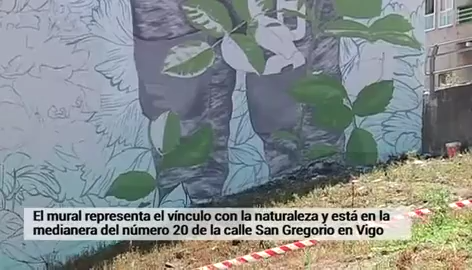 El mural representa el vínculo con la naturaleza y está en la
medianera del número 20 de la calle San Gregorio en Vigo